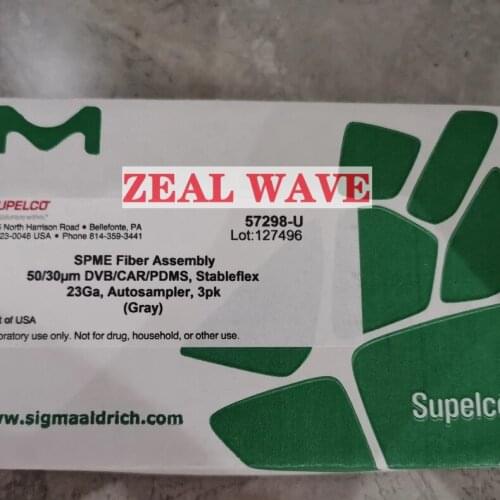 M
ZEAL WAVE
SUPELCO
57298-U
North Harrison Road • Bellefonte, PA
Lot:127496
23-0048 USA • Phone 814-359-3441
SPME Fiber Assembly
50/30µm DVB/CAR/PDMS, Stableflex
23Ga, Autosampler, 3pk
(Gray)
of USA
use only. Not for drug, household, or other use.
www.sigmaaldrich.com
Supelco